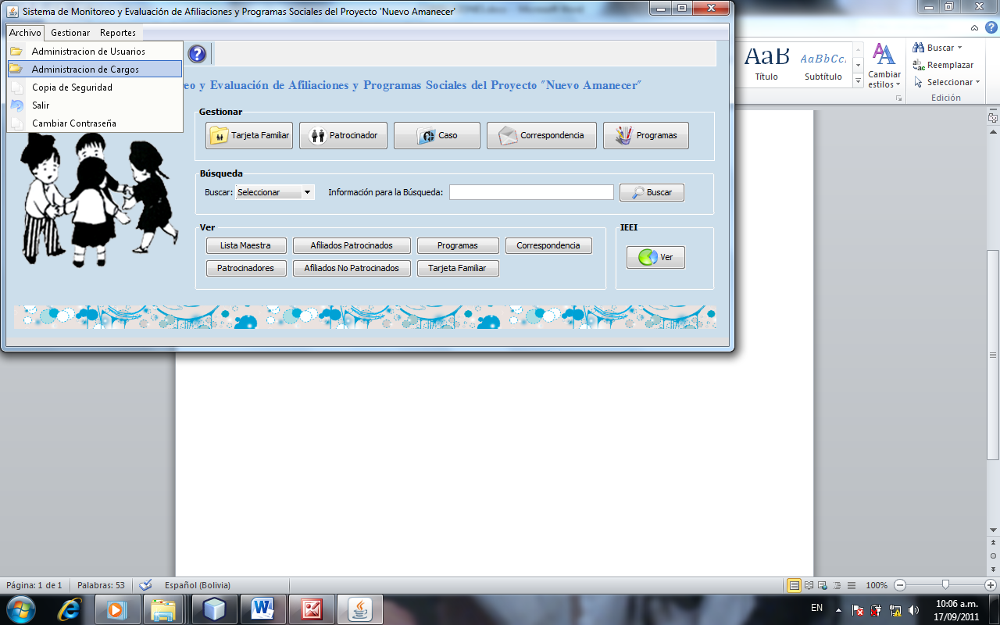 Sistema de Monitoreo y Evaluación de Afiliaciones y Programas Sociales del Proyecto 'Nuevo Amanecer'
Archivo Gestionar Reportes
Administracion de Usuarios
Administracion de Cargos
Copia de Seguridad
Salir
Cambiar Contraseña
eo y Evaluación de Afiliaciones y Programas Sociales del Proyecto "Nuevo Amanecer"
Gestionar
Tarjeta Familiar Patrocinador Caso Correspondencia Programas
Búsqueda
Buscar: Seleccionar Información para la Búsqueda: Buscar
Ver IEEI
Lista Maestra Afiliados Patrocinados Programas Correspondencia
Ver
Patrocinadores Afiliados No Patrocinados Tarjeta Familiar
AaB AaBbCc.
Título Subtítulo
Cambiar
estilos
Buscar
Reemplazar
Seleccionar
Edición
Página: 1 de 1 Palabras: 53 Español (Bolivia) 100%
EN 10:06 a.m.
17/09/2011